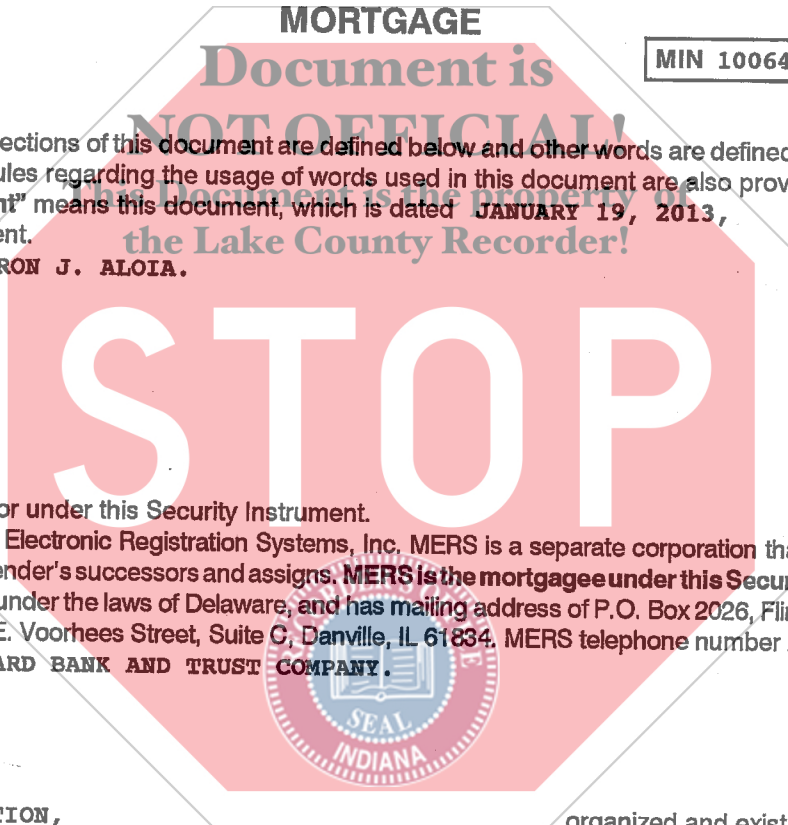 MORTGAGE
Document is
MIN 10064
NOT OFFICIAL!
ections of this document are defined below and other words are defined
ules regarding the usage of words used in this document are also prov
This Document is the property of
nt" means this document, which is dated JANUARY 19, 2013,
ent.
the Lake County Recorder!
RON J. ALOIA.
STOP
or under this Security Instrument.
Electronic Registration Systems, Inc. MERS is a separate corporation tha
nder's successors and assigns. MERS is the mortgagee under this Secur
under the laws of Delaware, and has mailing address of P.O. Box 2026, Flin
E. Voorhees Street, Suite C, Danville, IL 61834. MERS telephone number
ARD BANK AND TRUST COMPANY.
SEAL
INDIANA
TION,
organized and exist